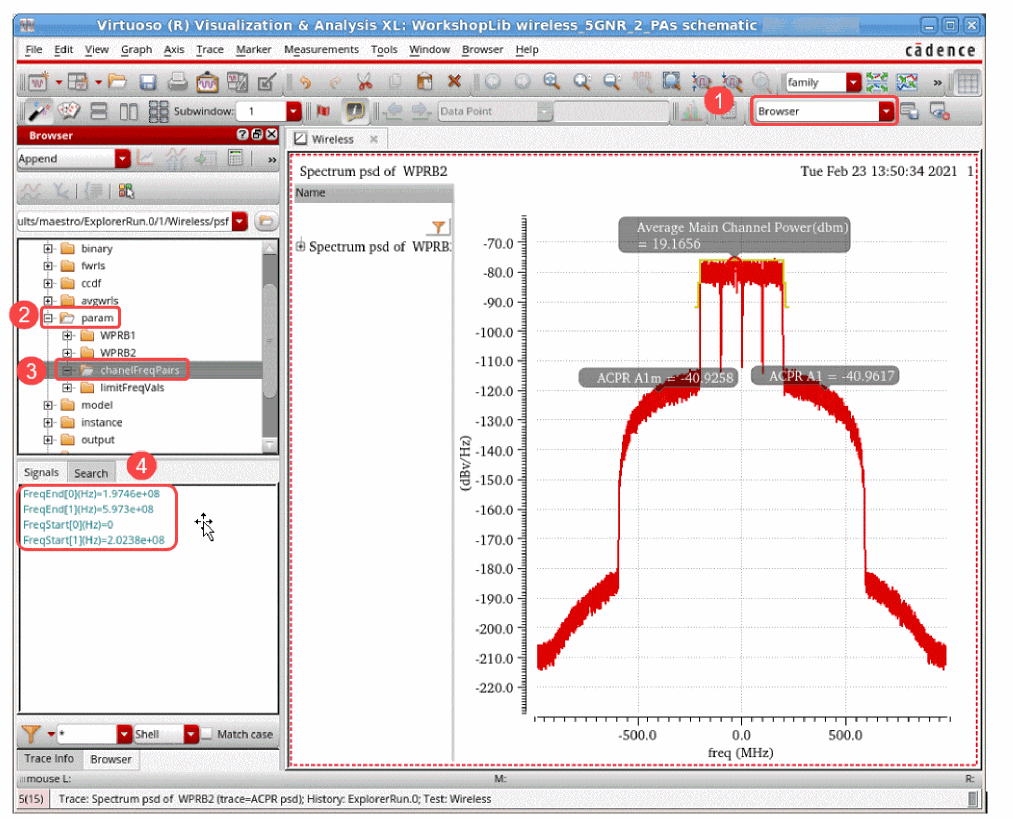 Virtuoso (R) Visualization & Analysis XL: WorkshopLib wireless_5GNR_2_PAs schematic
File Edit View Graph Axis Trace Marker Measurements Tools Window Browser Help
cādence
family
»
1
Subwindow: 1
Data Point
Browser
Browser
Append
»
ults/maestro/ExplorerRun.0/1/Wireless/psf
binary
fwrls
ccdf
avgwrls
2
param
WPRB1
WPRB2
3
chanelFreqPairs
limitFreqVals
model
instance
output
Signals Search
4
FreqEnd[0](Hz)=1.9746e+08
FreqEnd[1](Hz)=5.973e+08
FreqStart[0](Hz)=0
FreqStart[1](Hz)=2.0238e+08
* Shell Match case
Trace Info Browser
Wireless
Spectrum psd of WPRB2
Tue Feb 23 13:50:34 2021 1
Name
Spectrum psd of WPRB
Average Main Channel Power(dbm)
= 19.1656
ACPR A1m = -40.9258
ACPR A1 = -40.9617
-70.0
-80.0
-90.0
-100.0
-110.0
-120.0
-130.0
-140.0
-150.0
-160.0
-170.0
-180.0
-190.0
-200.0
-210.0
-220.0
(dBv/Hz)
-500.0 0.0 500.0
freq (MHz)
mouse L: M: R:
5(15) Trace: Spectrum psd of WPRB2 (trace=ACPR psd); History: ExplorerRun.0; Test: Wireless